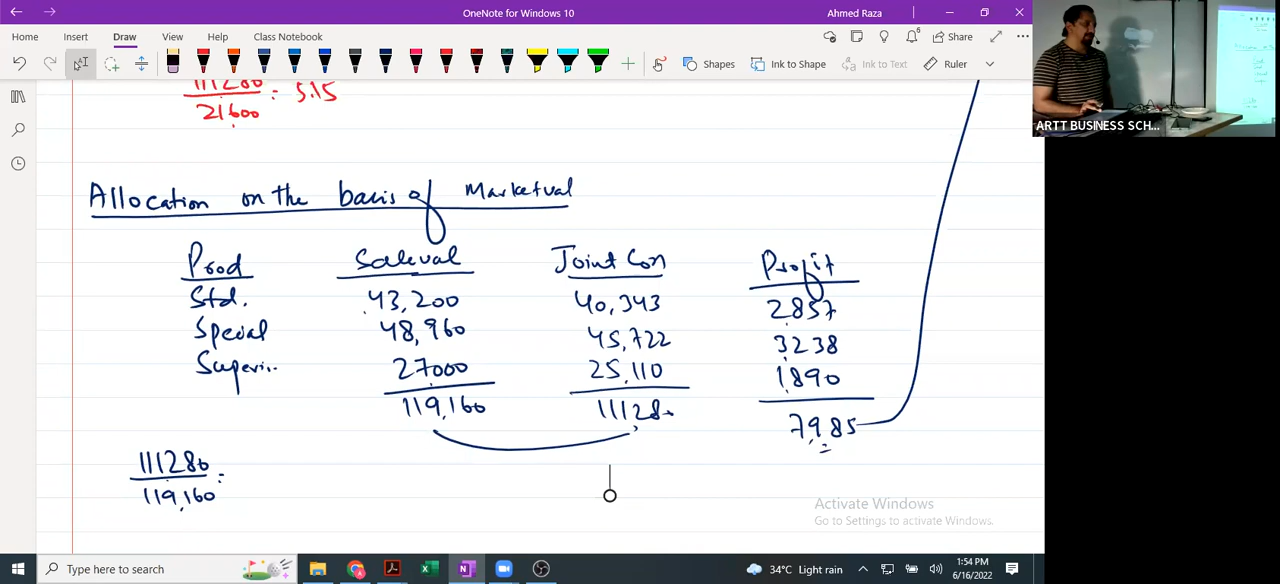 OneNote for Windows 10
Ahmed Raza
Home Insert Draw View Help Class Notebook
Share
Shapes Ink to Shape Ink to Text Ruler
ARTT BUSINESS SCH...
111280
21600
= 5.15
Allocation on the basis of Marketval
Prod Saleval Joint Con Profit
Std. 43,200 40,343 2857
Special 48,960 45,722 3238
27000 25,110 1890
119,160 111280 7985
111280
119,160
=
Activate Windows
Go to Settings to activate Windows.
Type here to search
34°C Light rain
1:54 PM
6/16/2022